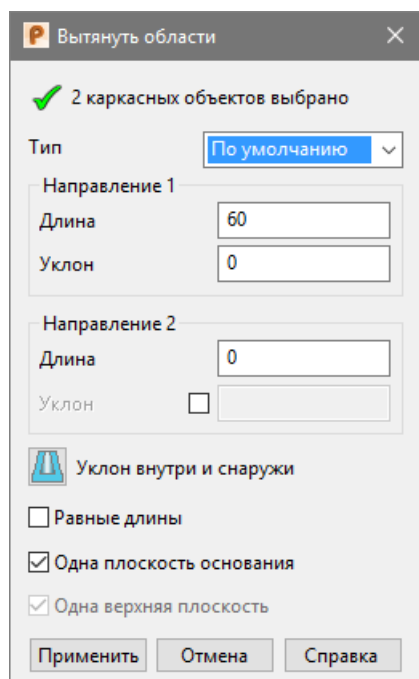 Вытянуть области
2 каркасных объектов выбрано
Тип По умолчанию
Направление 1
Длина 60
Уклон 0
Направление 2
Длина 0
Уклон
Уклон внутри и снаружи
Равные длины
Одна плоскость основания
Одна верхняя плоскость
Применить Отмена Справка